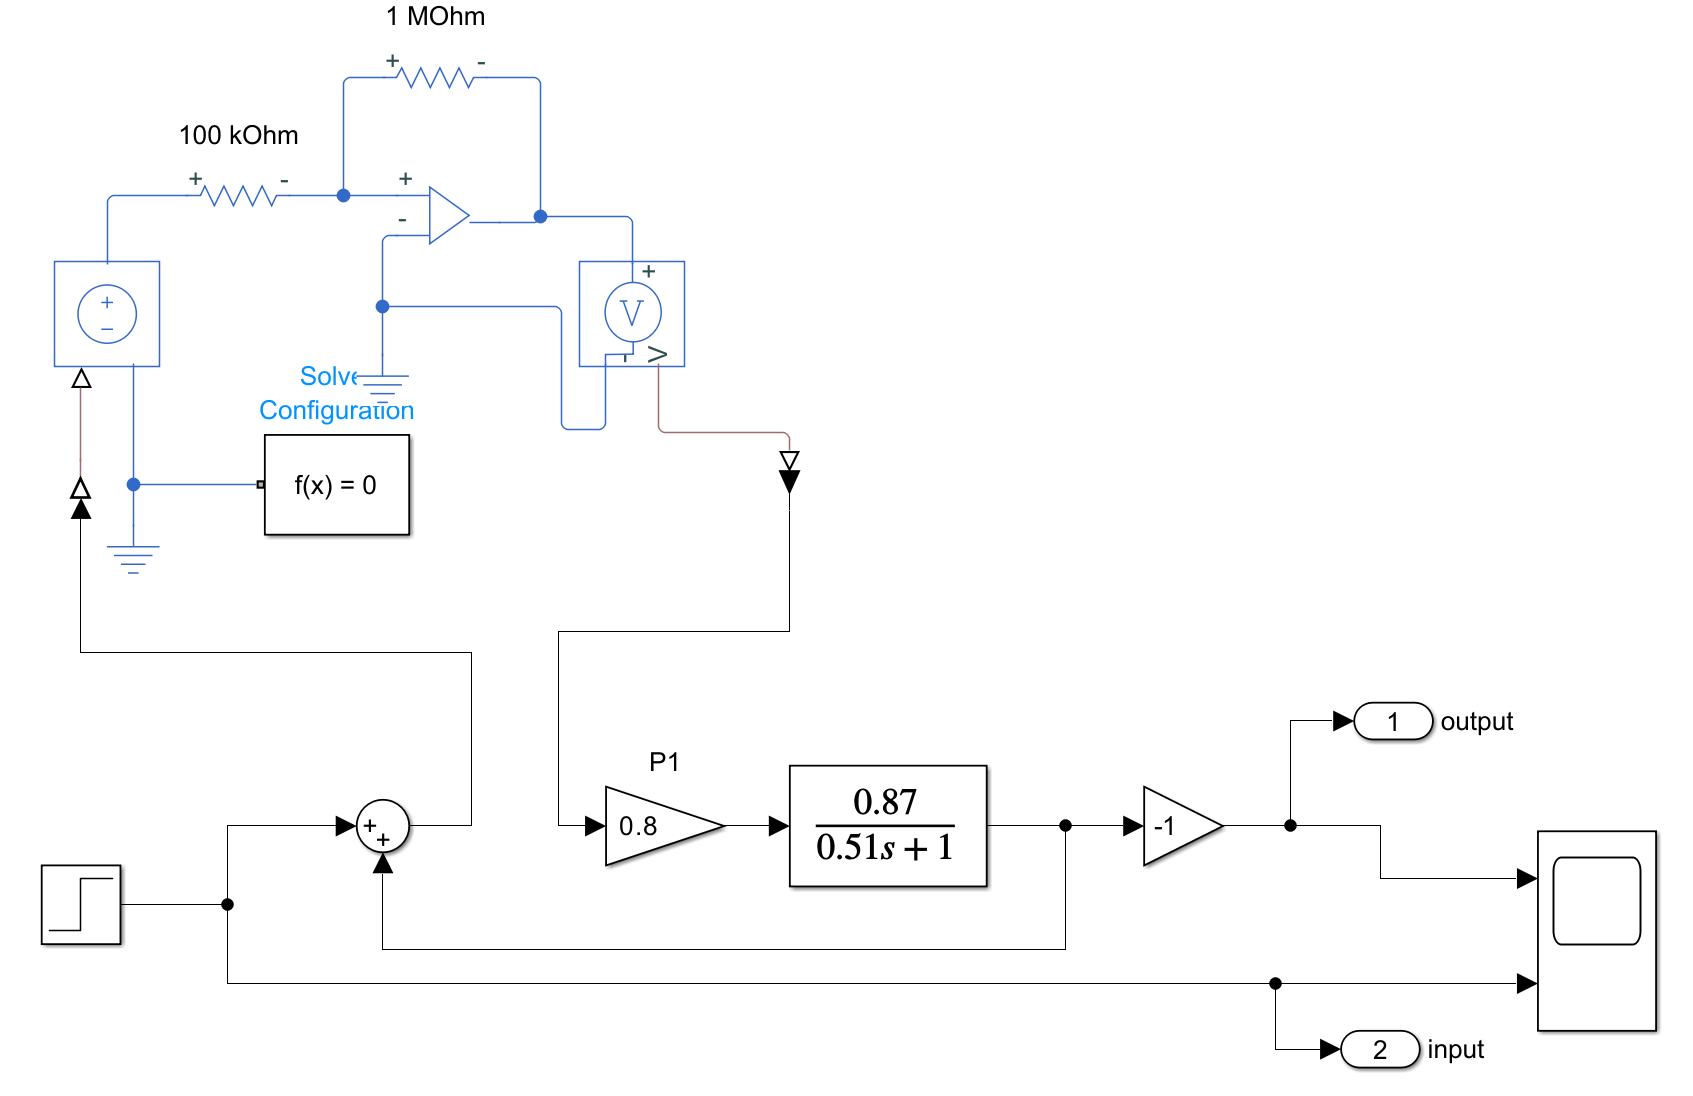 1 MOhm
+ -
100 kOhm
+ -
+
-
+
−
+
V
- >
Solve
Configuration
f(x) = 0
P1
0.8
0.87
0.51s + 1
-1
1 output
+
+
2 input